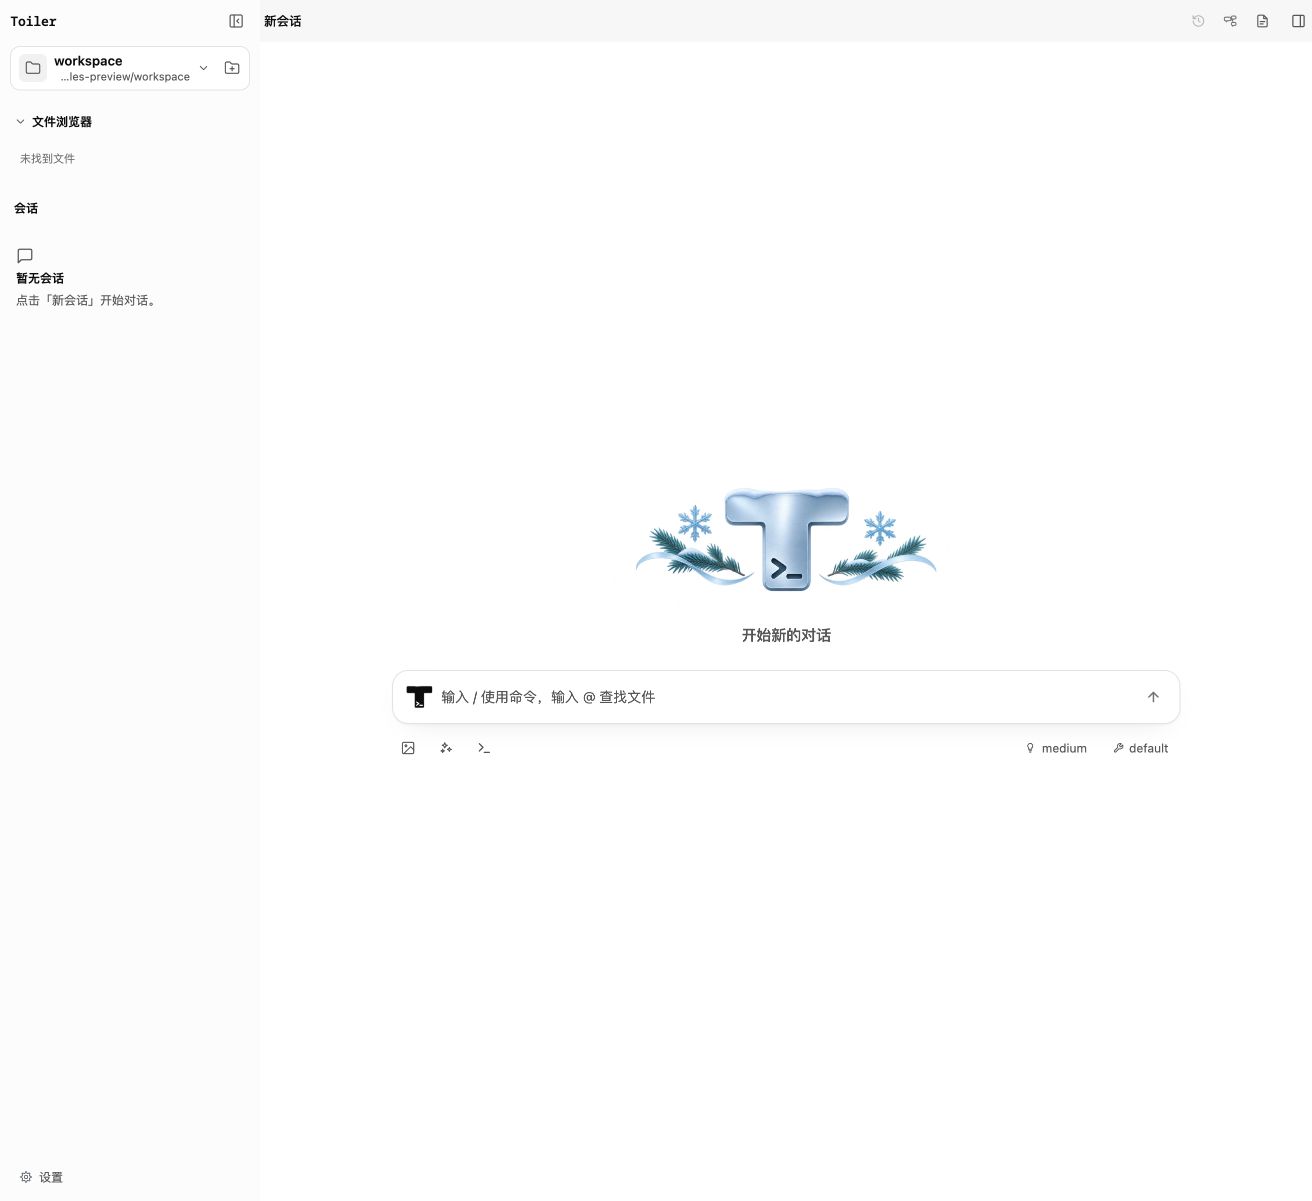 Toiler
workspace
...les-preview/workspace
文件浏览器
未找到文件
会话
暂无会话
点击「新会话」开始对话。
设置
新会话
T
>_
开始新的对话
T
>_
输入 / 使用命令，输入 @ 查找文件
medium
default